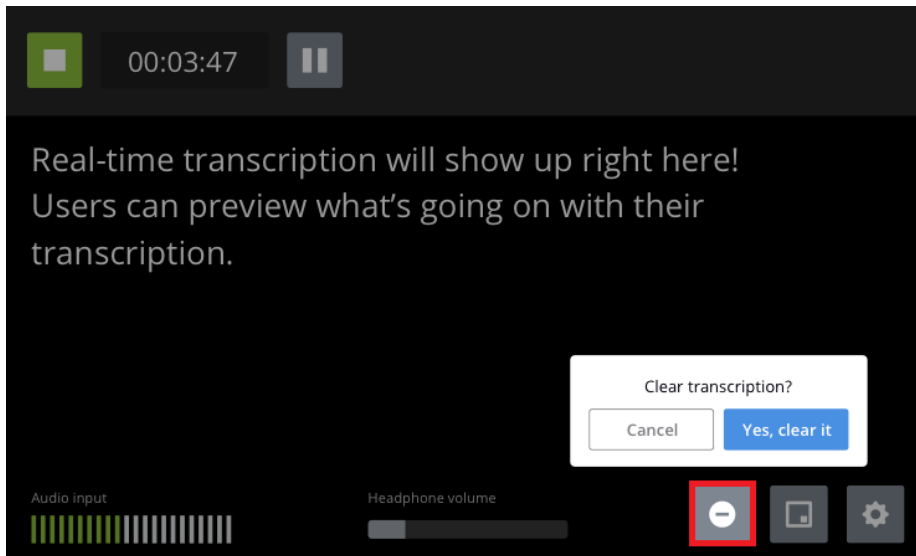 00:03:47
Real-time transcription will show up right here!
Users can preview what’s going on with their
transcription.
Clear transcription?
Cancel
Yes, clear it
Audio input
Headphone volume